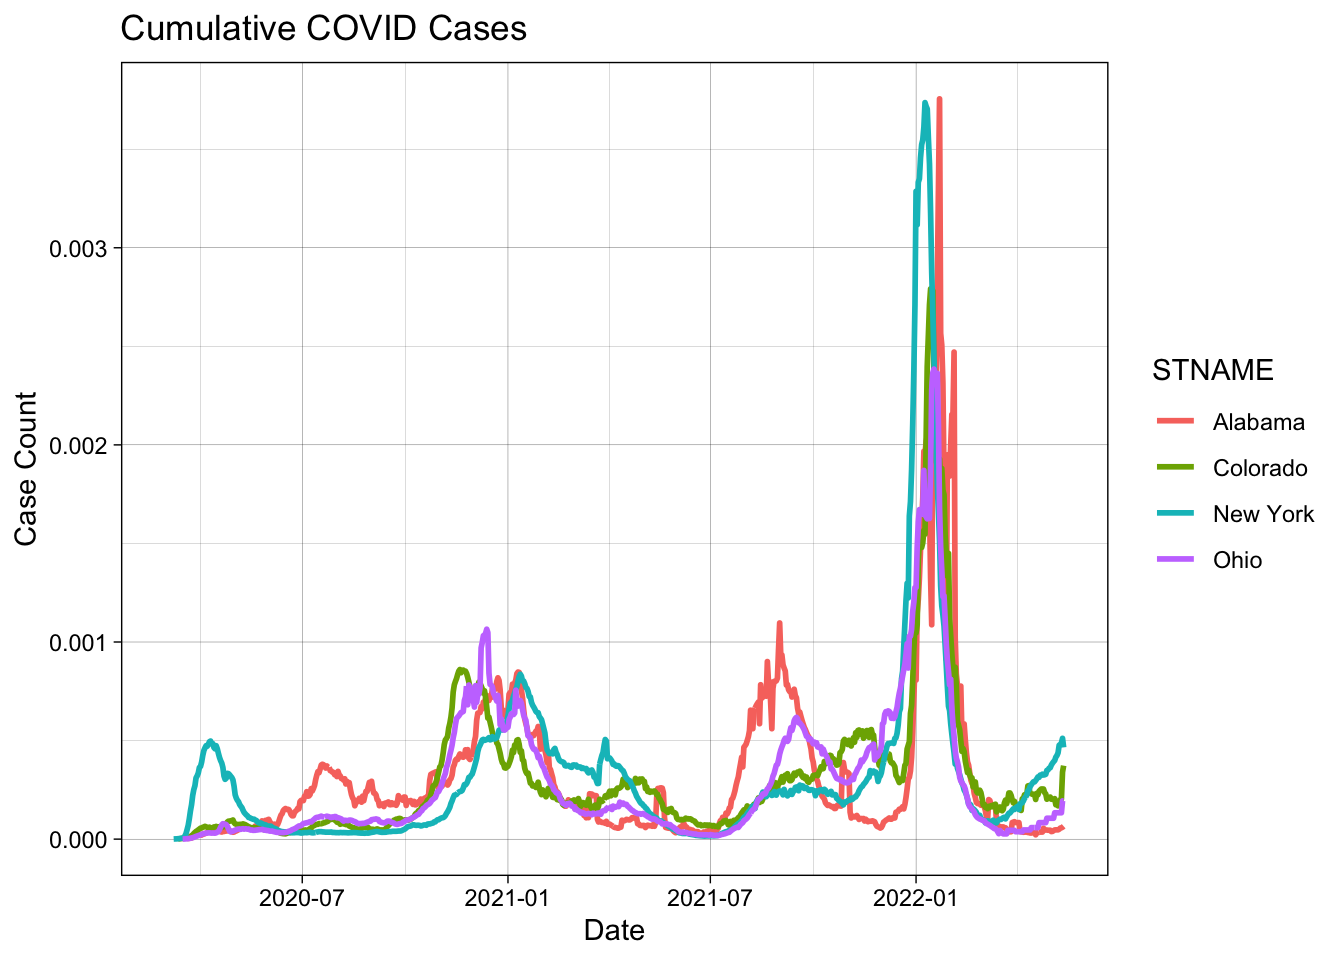 Cumulative COVID Cases
Case Count
0.003
0.002
0.001
0.000
2020-07
2021-01
2021-07
2022-01
Date
STNAME
Alabama
Colorado
New York
Ohio